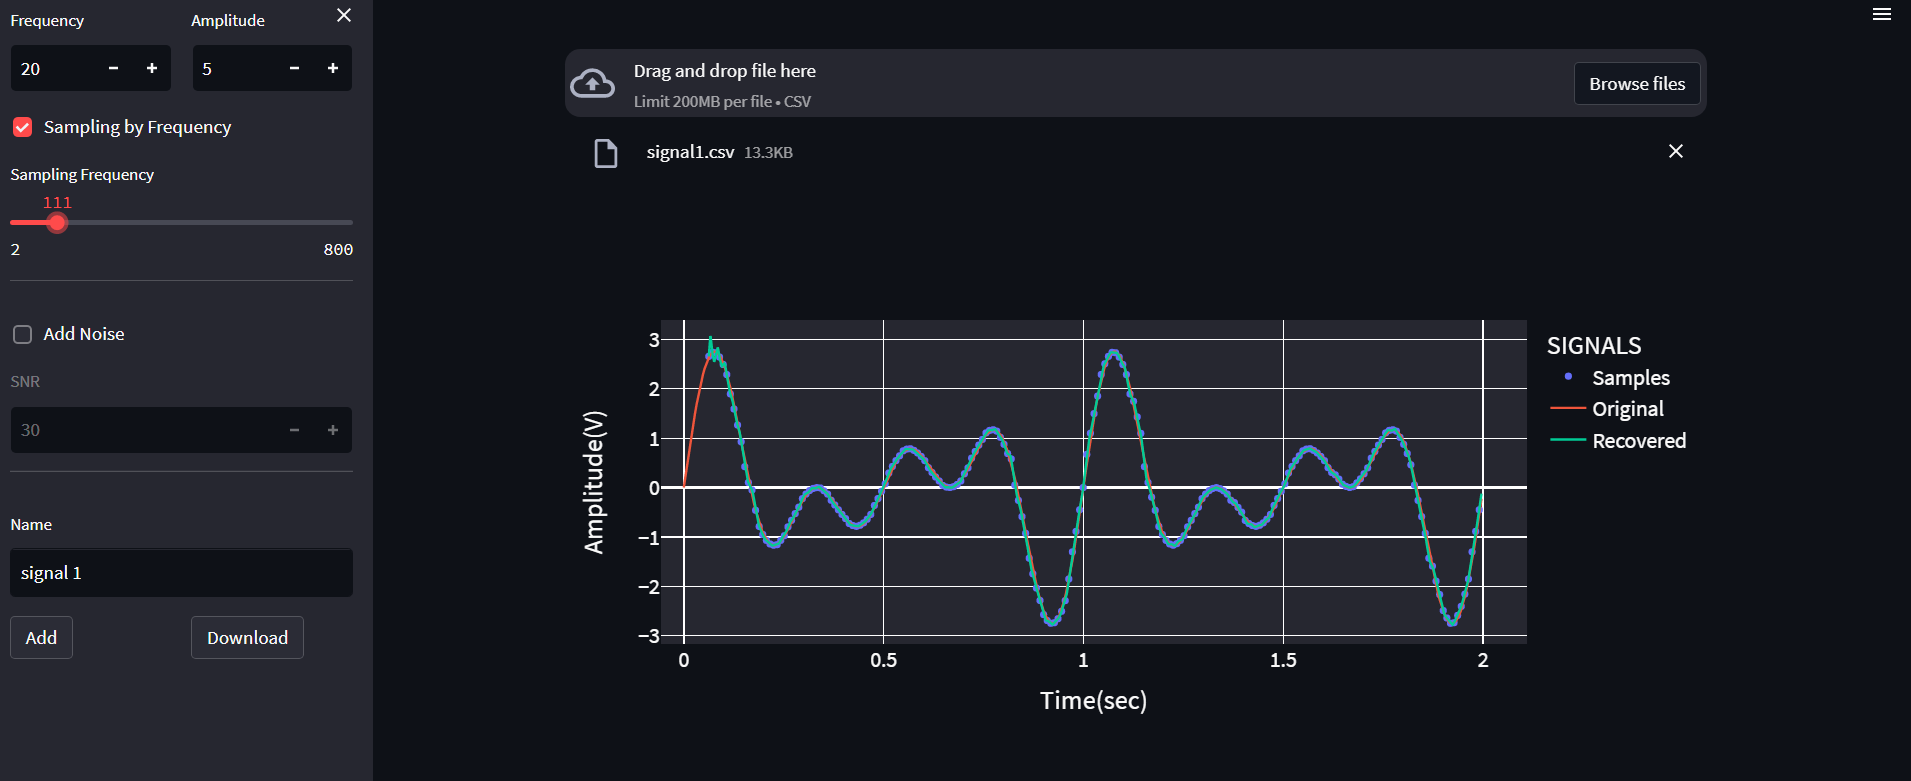 Frequency
Amplitude
20
5
Sampling by Frequency
Sampling Frequency
111
2
800
Add Noise
SNR
30
Name
signal 1
Add
Download
Drag and drop file here
Limit 200MB per file • CSV
Browse files
signal1.csv 13.3KB
SIGNALS
Samples
Original
Recovered
Amplitude(V)
3
2
1
0
−1
−2
−3
0
0.5
1
1.5
2
Time(sec)